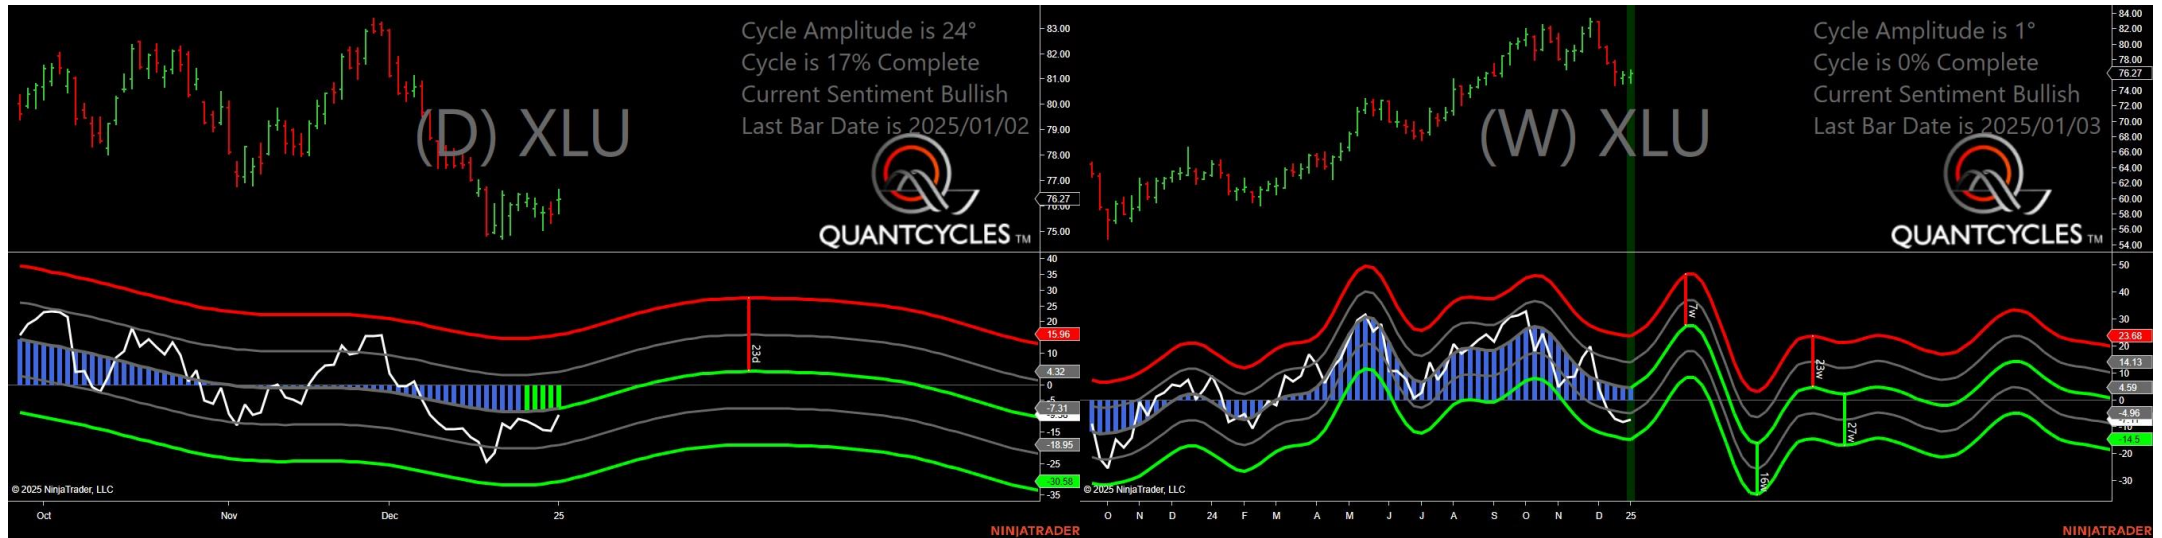 Cycle Amplitude is 24°
Cycle is 17% Complete
Current Sentiment Bullish
Last Bar Date is 2025/01/02
(D) XLU
QUANTCYCLES TM
83.00
82.00
81.00
80.00
79.00
78.00
77.00
76.27
76.00
75.00
40
35
30
25
20
15.96
10
4.32
0
-5
-7.31
-15
-18.95
-25
-30.58
-35
23d
© 2025 NinjaTrader, LLC
Oct Nov Dec 25
NINJATRADER
Cycle Amplitude is 1°
Cycle is 0% Complete
Current Sentiment Bullish
Last Bar Date is 2025/01/03
(W) XLU
QUANTCYCLES TM
84.00
82.00
80.00
78.00
76.27
74.00
72.00
70.00
68.00
66.00
64.00
62.00
60.00
58.00
56.00
54.00
50
40
30
23.68
20
14.13
10
4.59
0
-4.96
-14.5
-20
-30
7w
23w
27w
16w
© 2025 NinjaTrader, LLC
O N D 24 F M A M J J A S O N D 25
NINJATRADER